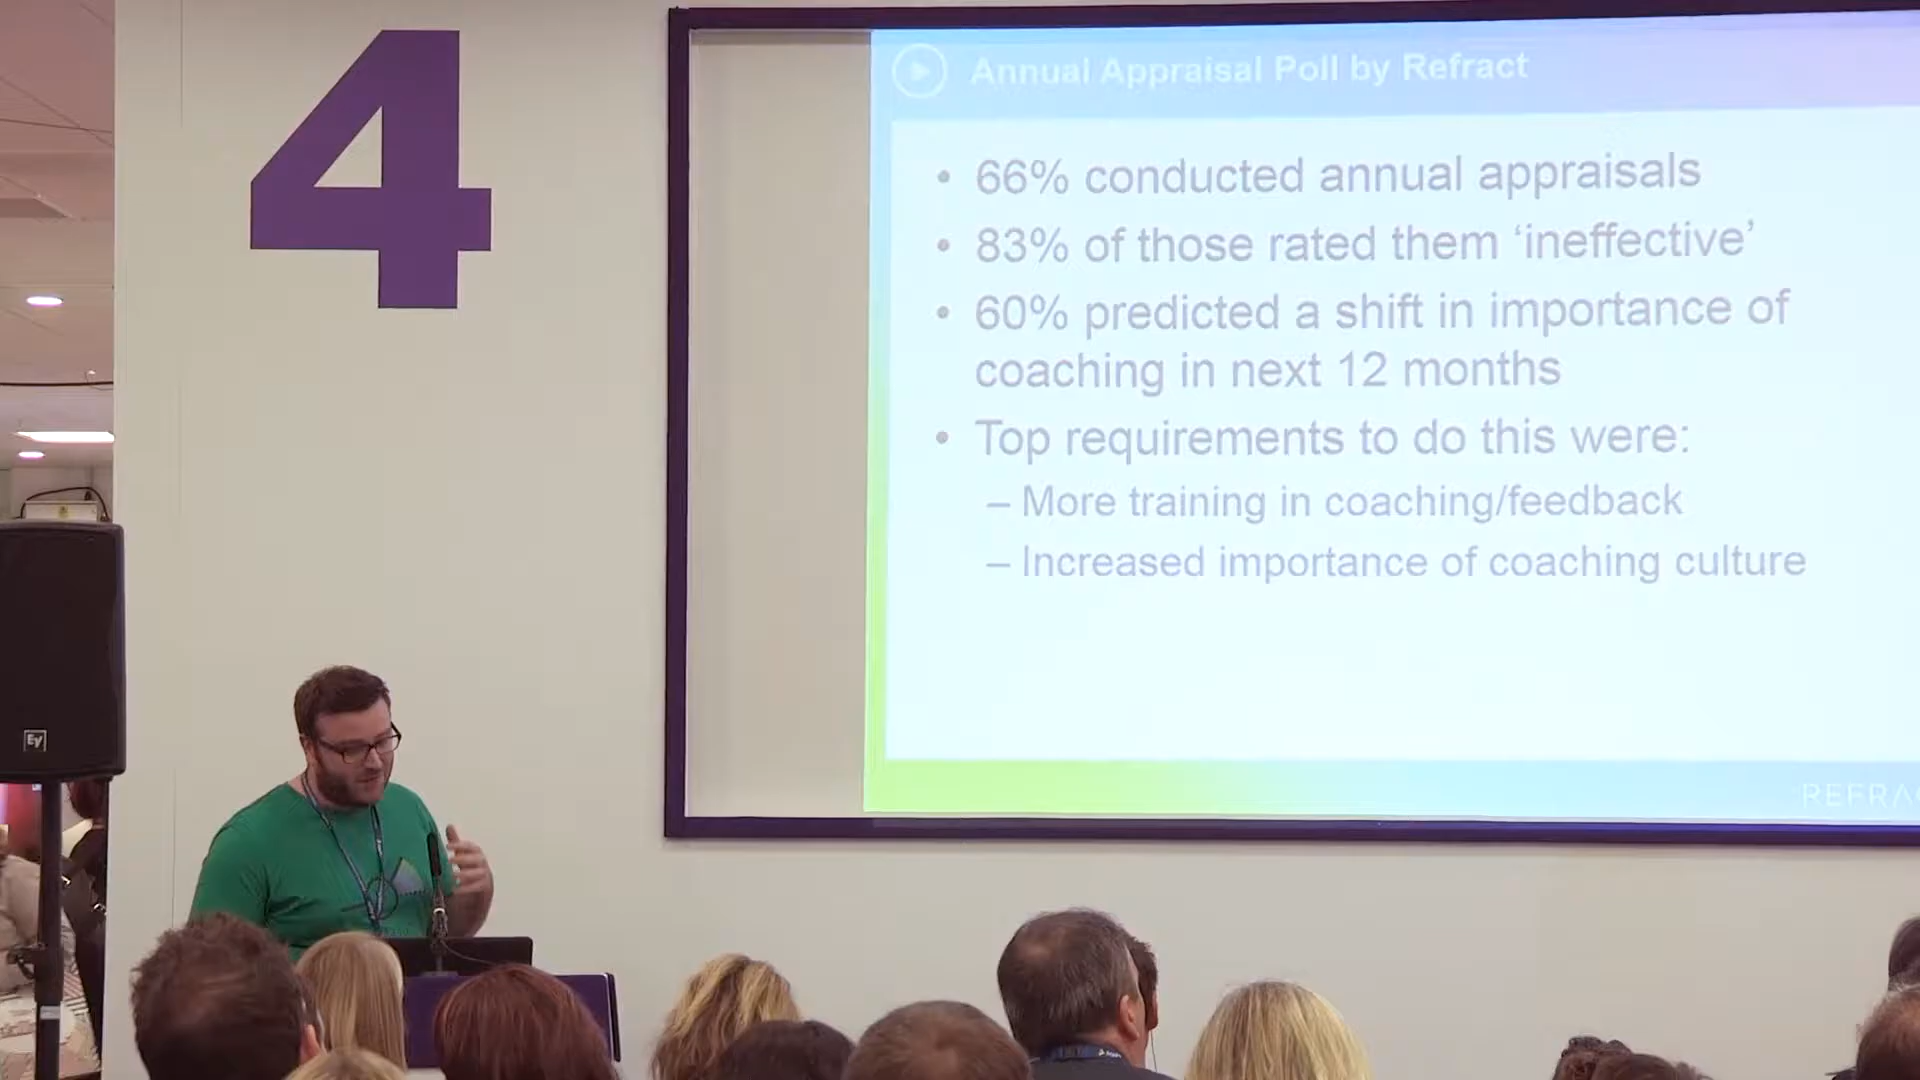 4
Annual Appraisal Poll by Refract
• 66% conducted annual appraisals
• 83% of those rated them ‘ineffective’
• 60% predicted a shift in importance of
coaching in next 12 months
• Top requirements to do this were:
– More training in coaching/feedback
– Increased importance of coaching culture
REFRAC
EV